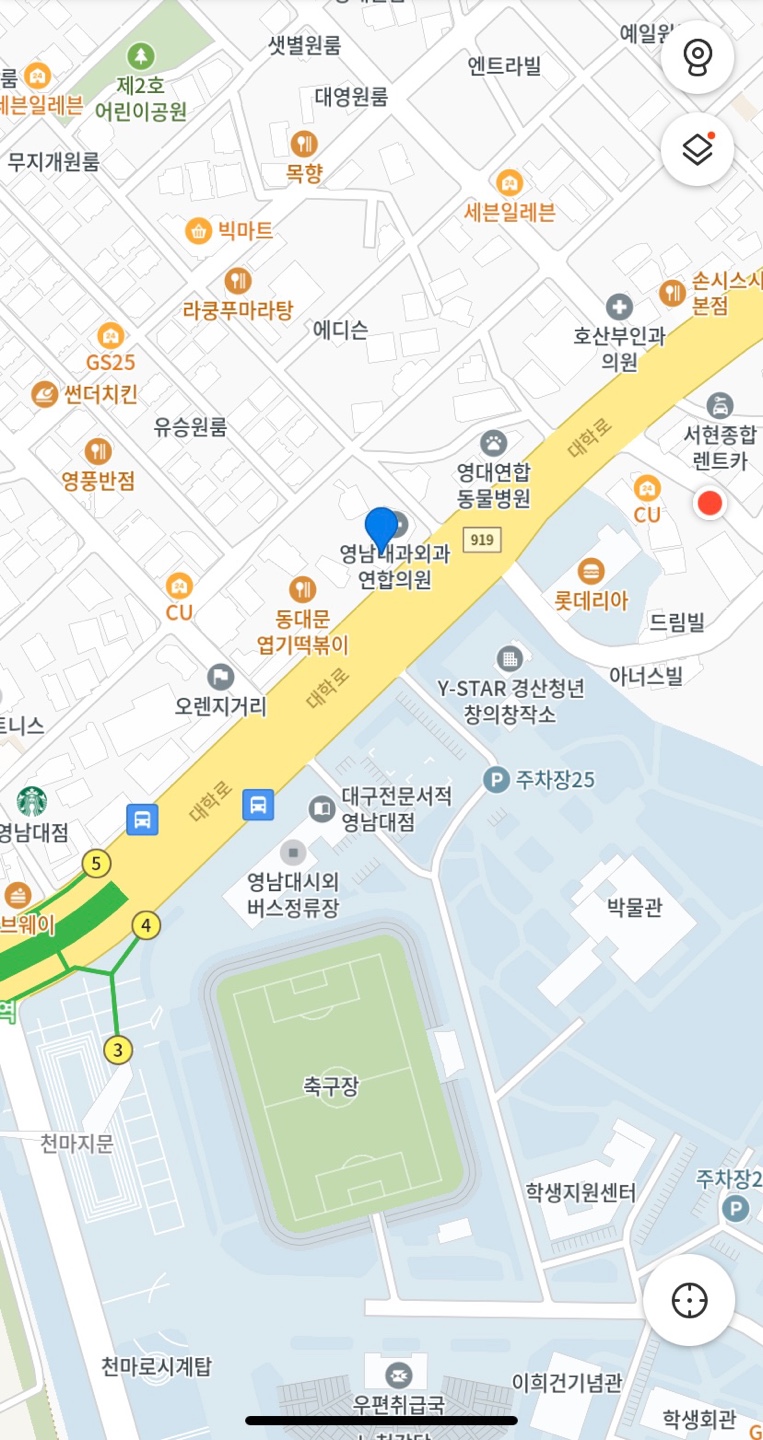 샛별원룸
예일원
엔트라빌
룸
세븐일레븐
제2호
어린이공원
대영원룸
무지개원룸
목향
세븐일레븐
빅마트
라쿵푸마라탕
손시스시
본점
에디슨
호산부인과
의원
GS25
썬더치킨
유승원룸
대학로
서현종합
렌트카
영풍반점
영대연합
동물병원
CU
919
영남내과외과
연합의원
CU
동대문
엽기떡볶이
롯데리아
드림빌
아너스빌
오렌지거리
대학로
Y-STAR 경산청년
창의창작소
트니스
P
주차장25
대학로
대구전문서적
영남대점
영남대점
5
영남대시외
버스정류장
브웨이
4
박물관
역
3
축구장
천마지문
학생지원센터
주차장2
P
천마로시계탑
이희건기념관
우편취급국
학생회관
G